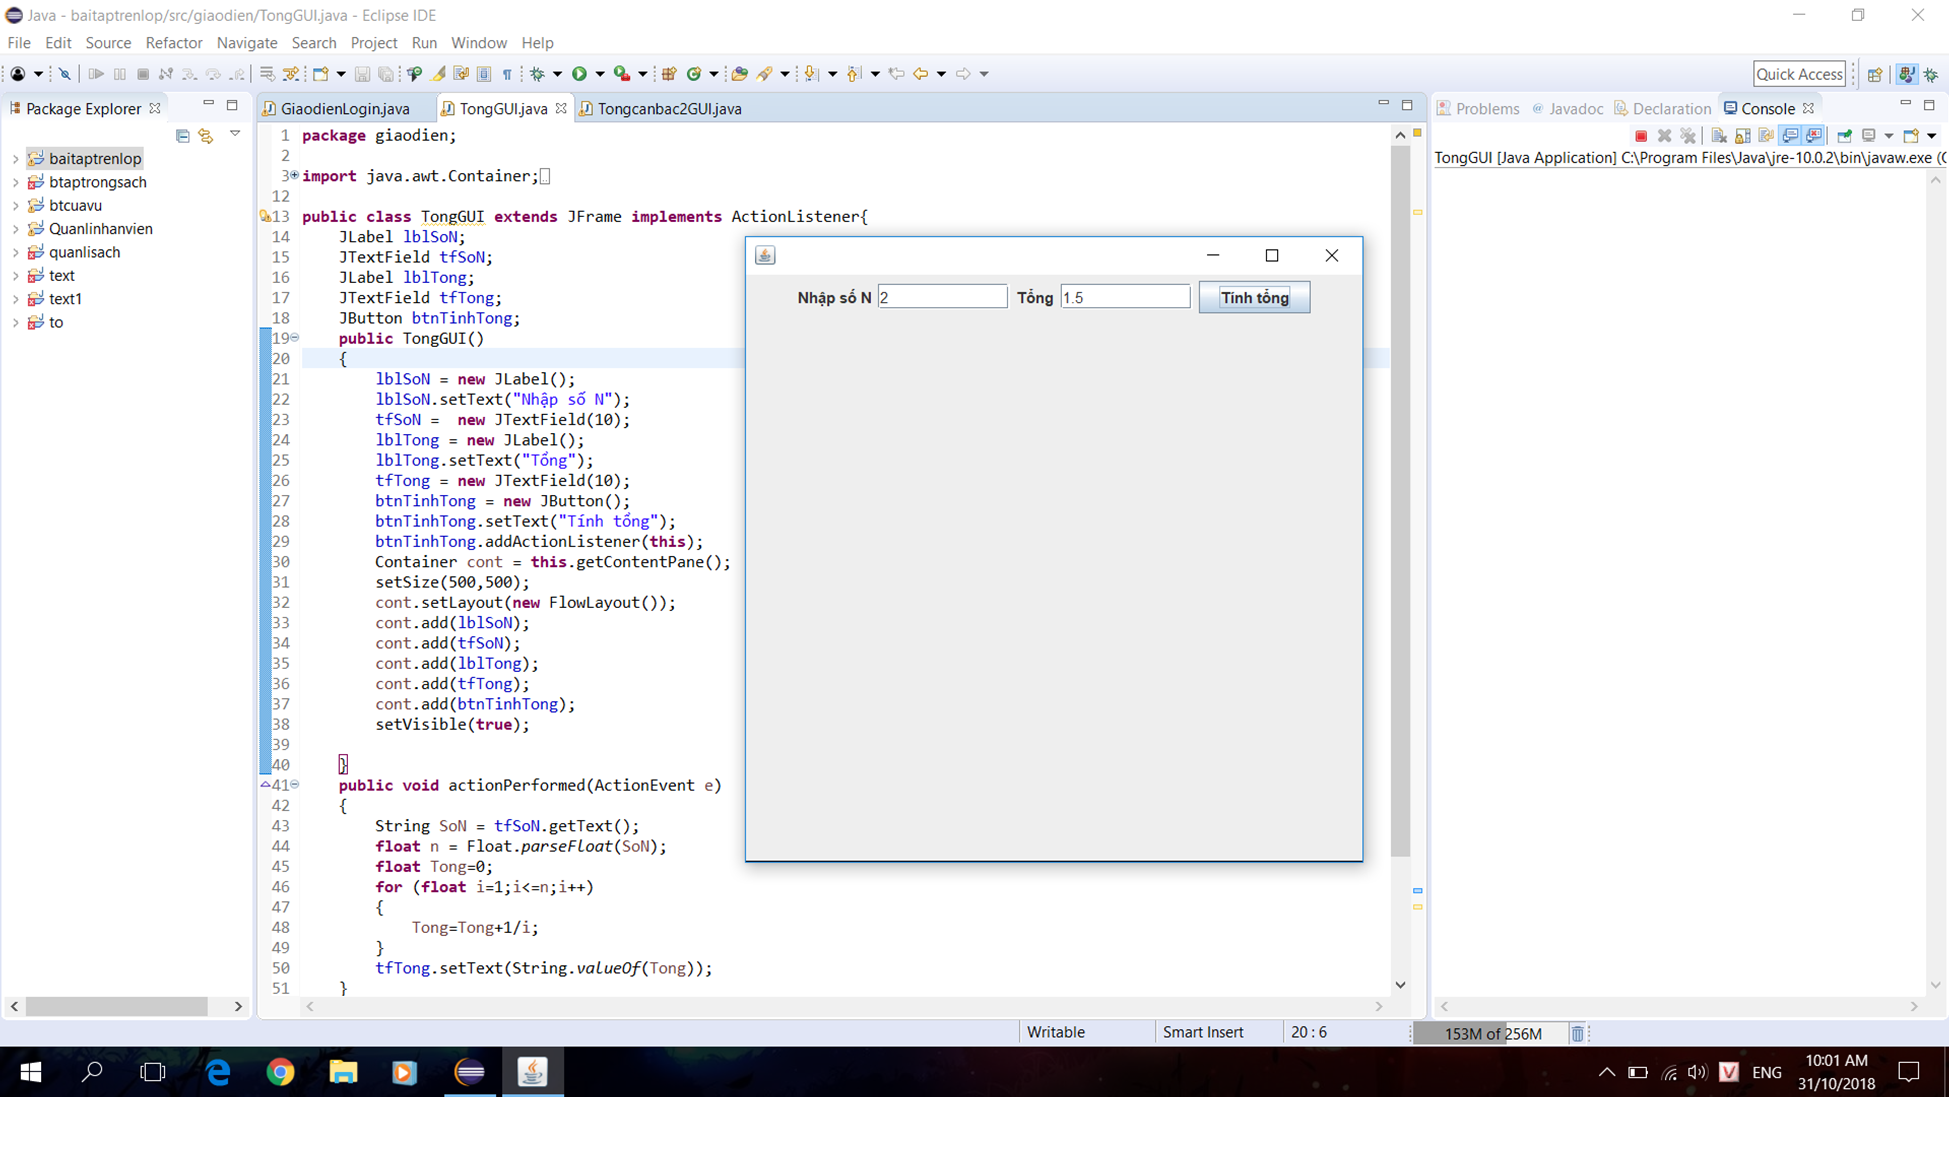 Java - baitaptrenlop/src/giaodien/TongGUI.java - Eclipse IDE
File Edit Source Refactor Navigate Search Project Run Window Help
Quick Access
Package Explorer
baitaptrenlop
btaptrongsach
btcuavu
Quanlinhanvien
quanlisach
text
text1
to
GiaodienLogin.java TongGUI.java Tongcanbac2GUI.java
1 package giaodien;
2
3 import java.awt.Container;
12
13 public class TongGUI extends JFrame implements ActionListener{
14 JLabel lblSoN;
15 JTextField tfSoN;
16 JLabel lblTong;
17 JTextField tfTong;
18 JButton btnTinhTong;
19 public TongGUI()
20 {
21 lblSoN = new JLabel();
22 lblSoN.setText("Nhập số N");
23 tfSoN =  new JTextField(10);
24 lblTong = new JLabel();
25 lblTong.setText("Tổng");
26 tfTong = new JTextField(10);
27 btnTinhTong = new JButton();
28 btnTinhTong.setText("Tính tổng");
29 btnTinhTong.addActionListener(this);
30 Container cont = this.getContentPane();
31 setSize(500,500);
32 cont.setLayout(new FlowLayout());
33 cont.add(lblSoN);
34 cont.add(tfSoN);
35 cont.add(lblTong);
36 cont.add(tfTong);
37 cont.add(btnTinhTong);
38 setVisible(true);
39
40 }
41 public void actionPerformed(ActionEvent e)
42 {
43 String SoN = tfSoN.getText();
44 float n = Float.parseFloat(SoN);
45 float Tong=0;
46 for (float i=1;i<=n;i++)
47 {
48 Tong=Tong+1/i;
49 }
50 tfTong.setText(String.valueOf(Tong));
51 }
Nhập số N 2 Tổng 1.5 Tính tổng
Problems @ Javadoc Declaration Console
TongGUI [Java Application] C:\Program Files\Java\jre-10.0.2\bin\javaw.exe (
Writable Smart Insert 20 : 6 153M of 256M
ENG
10:01 AM
31/10/2018